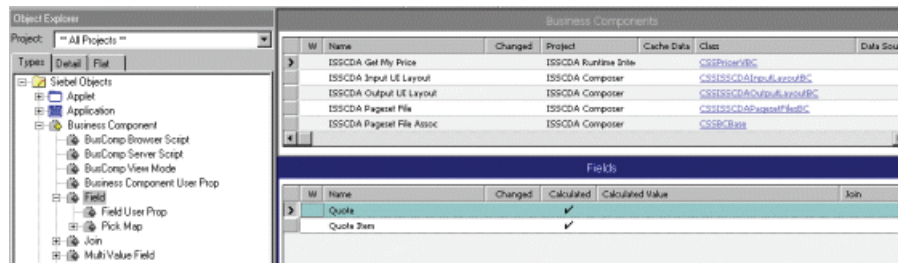 Object Explorer
Project: ** All Projects **
Types Detail Flat
Siebel Objects
Applet
Application
Business Component
BusComp Browser Script
BusComp Server Script
BusComp View Mode
Business Component User Prop
Field
Field User Prop
Pick Map
Join
Multi Value Field
Business Components
W Name Changed Project Cache Data Class Data Sou
ISSCDA Get My Price ISSCDA Runtime Inte CSSPricerVBC
ISSCDA Input UI Layout ISSCDA Composer CSSISSCDAInputLayoutBC
ISSCDA Output UI Layout ISSCDA Composer CSSISSCDAOutputLayoutBC
ISSCDA Pageset File ISSCDA Composer CSSISSCDAPagesetFilesBC
ISSCDA Pageset File Assoc ISSCDA Composer CSSBCBase
Fields
W Name Changed Calculated Calculated Value Join
Quote ✔
Quote Item ✔